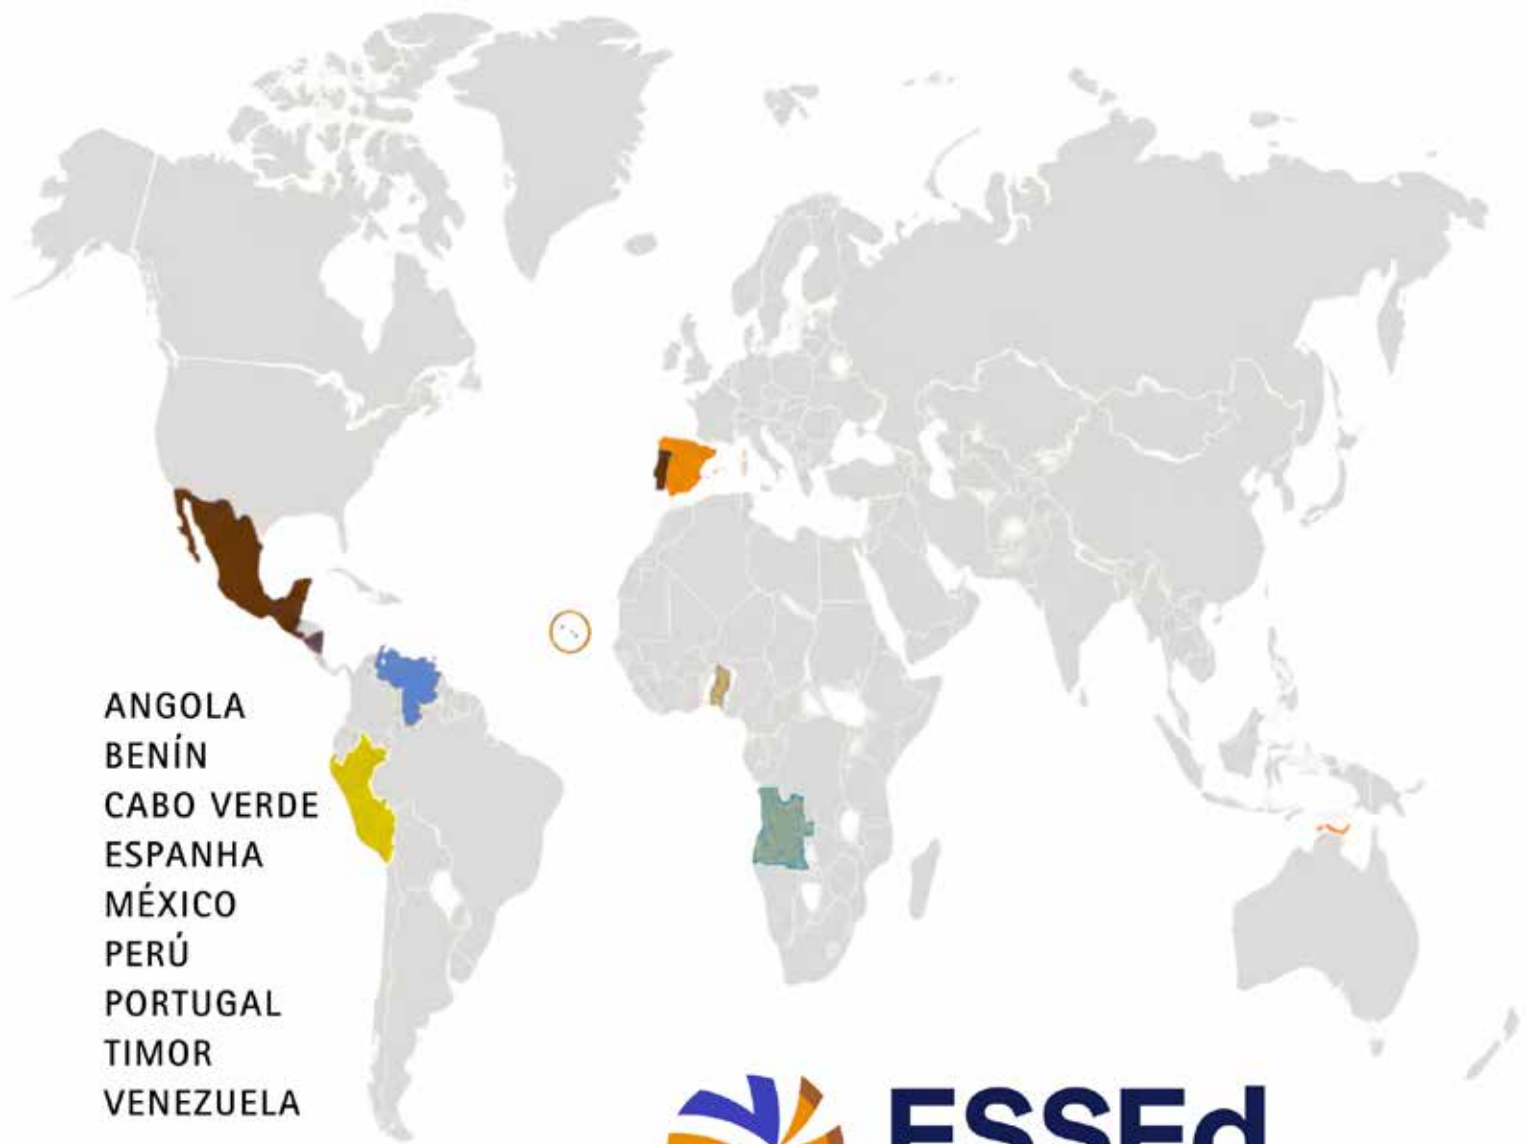 ANGOLA
BENÍN
CABO VERDE
ESPANHA
MÉXICO
PERÚ
PORTUGAL
TIMOR
VENEZUELA
ESSEd